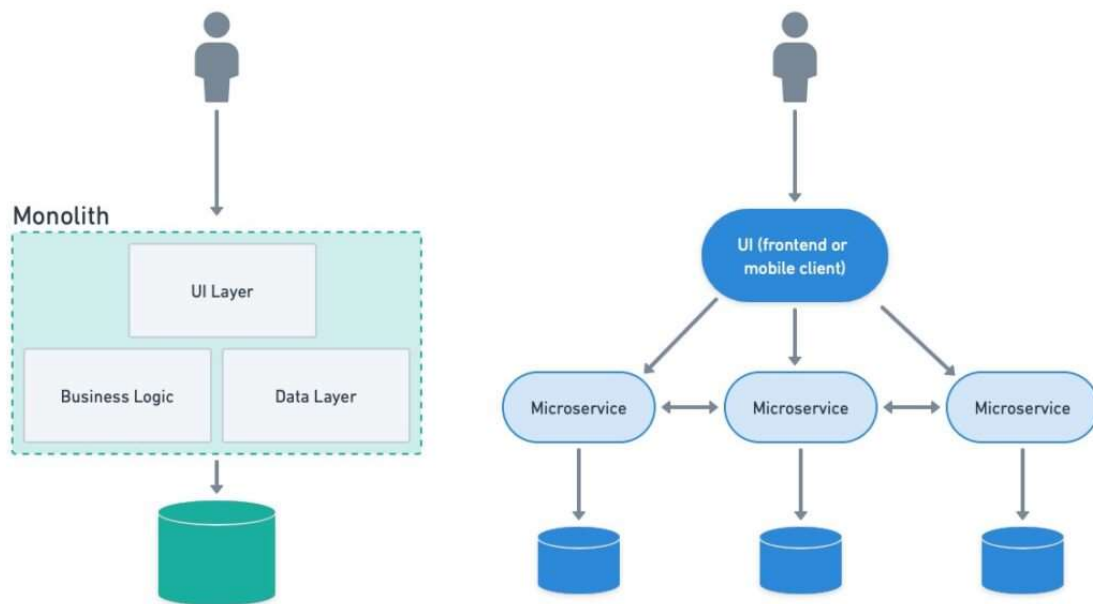 Monolith
UI Layer
Business Logic
Data Layer
UI (frontend or
mobile client)
Microservice
Microservice
Microservice